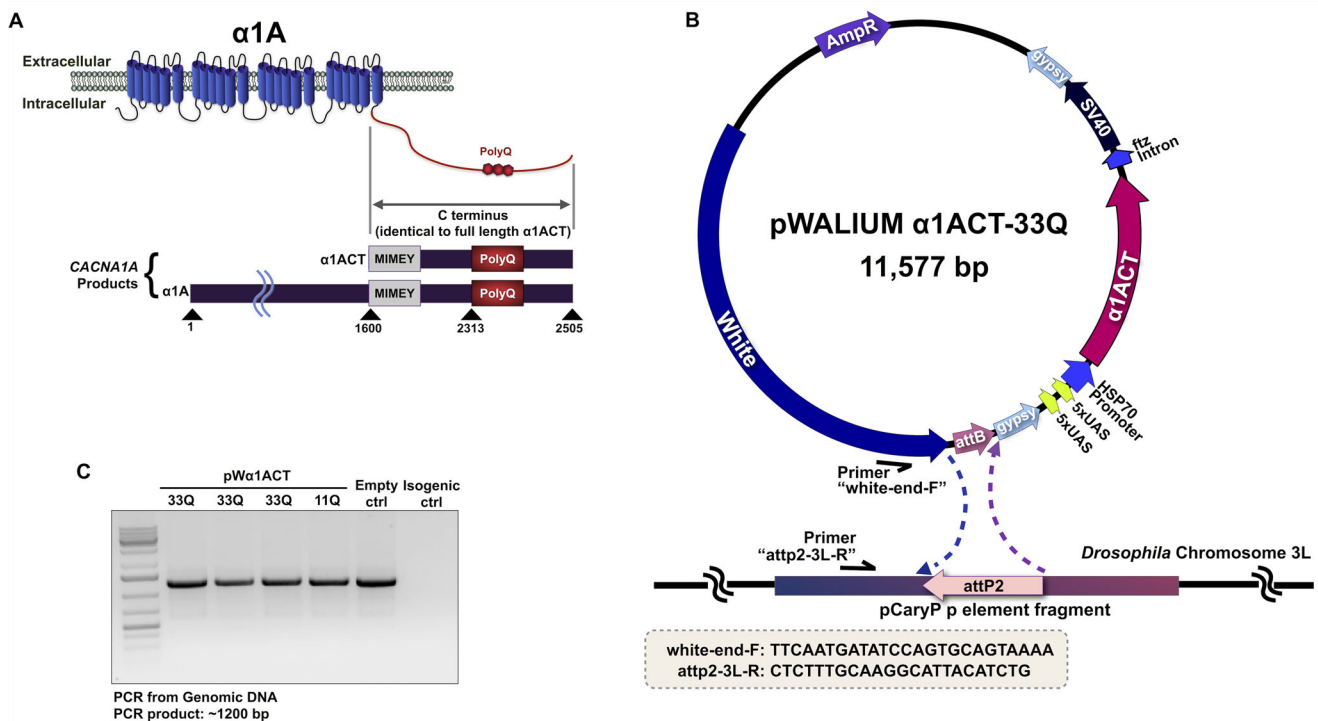 A
α1A
Extracellular
Intracellular
PolyQ
C terminus
(identical to full length α1ACT)
CACNA1A
Products
α1ACT
MIMEY
PolyQ
α1A
MIMEY
PolyQ
1
1600
2313
2505
B
AmpR
gypsy
SV40
ftz
Intron
pWALIUM α1ACT-33Q
11,577 bp
α1ACT
White
HSP70
Promoter
5xUAS
5xUAS
gypsy
attB
Primer
“white-end-F”
Primer
“attp2-3L-R”
Drosophila Chromosome 3L
attP2
pCaryP p element fragment
white-end-F: TTCAATGATATCCAGTGCAGTAAAA
attp2-3L-R: CTCTTTGCAAGGCATTACATCTG
C
pWα1ACT
33Q 33Q 33Q 11Q
Empty
ctrl
Isogenic
ctrl
PCR from Genomic DNA
PCR product: ~1200 bp